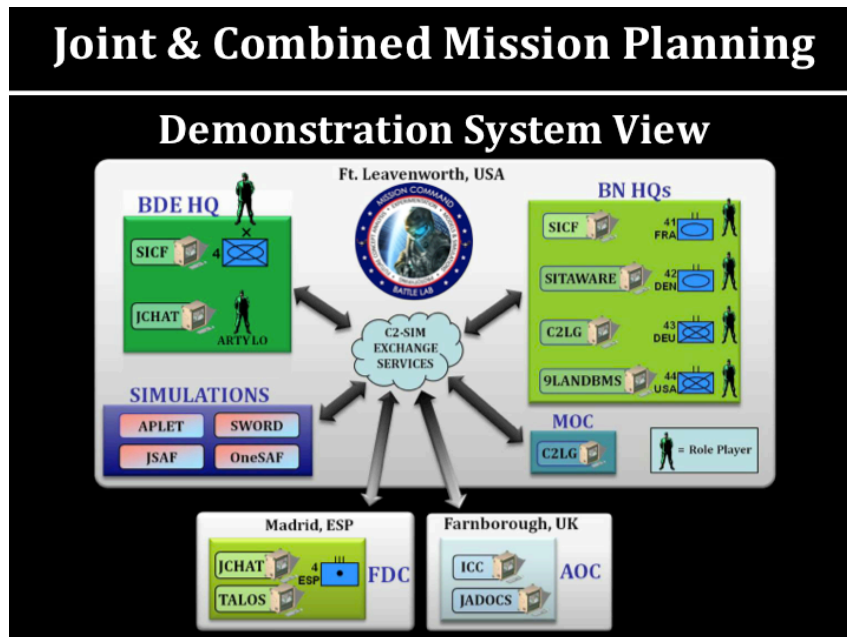 Joint & Combined Mission Planning
Demonstration System View
Ft. Leavenworth, USA
BDE HQ
SICF
4
JCHAT
ARTY LO
MISSION COMMAND
BATTLE LAB
BN HQs
SICF
41
FRA
SITAWARE
42
DEN
C2LG
43
DEU
9LANDBMS
44
USA
C2-SIM
EXCHANGE
SERVICES
SIMULATIONS
APLET
SWORD
JSAF
OneSAF
MOC
C2LG
= Role Player
Madrid, ESP
JCHAT
TALOS
4
ESP
FDC
Farnborough, UK
ICC
JADOCS
AOC